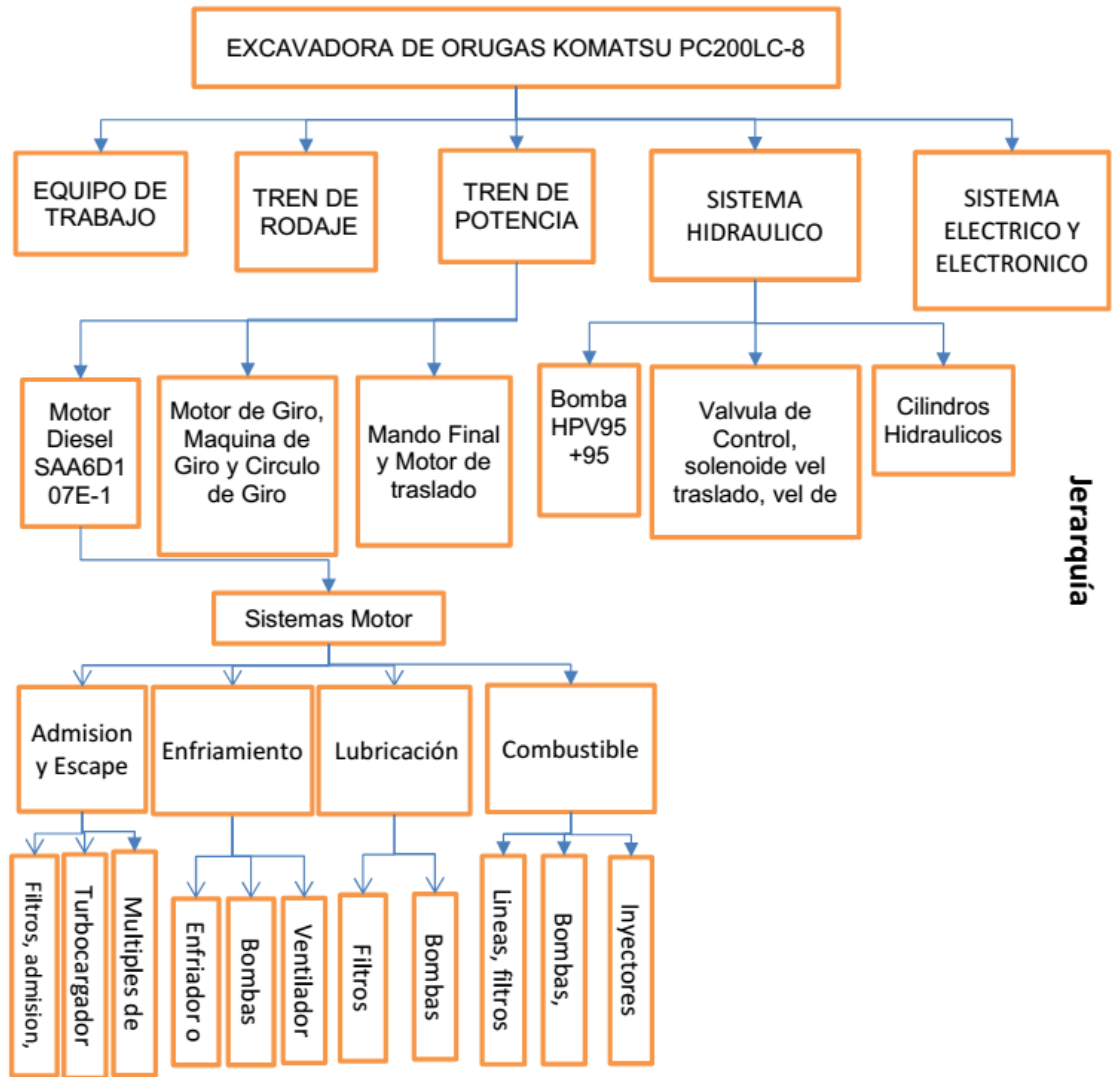 EXCAVADORA DE ORUGAS KOMATSU PC200LC-8
EQUIPO DE
TRABAJO
TREN DE
RODAJE
TREN DE
POTENCIA
SISTEMA
HIDRAULICO
SISTEMA
ELECTRICO Y
ELECTRONICO
Motor
Diesel
SAA6D1
07E-1
Motor de Giro,
Maquina de
Giro y Circulo
de Giro
Mando Final
y Motor de
traslado
Bomba
HPV95
+95
Valvula de
Control,
solenoide vel
traslado, vel de
Cilindros
Hidraulicos
Jerarquía
Sistemas Motor
Admision
y Escape
Enfriamiento
Lubricación
Combustible
Filtros, admision,
Turbocargador
Multiples de
Enfriador o
Bombas
Ventilador
Filtros
Bombas
Lineas, filtros
Bombas,
Inyectores